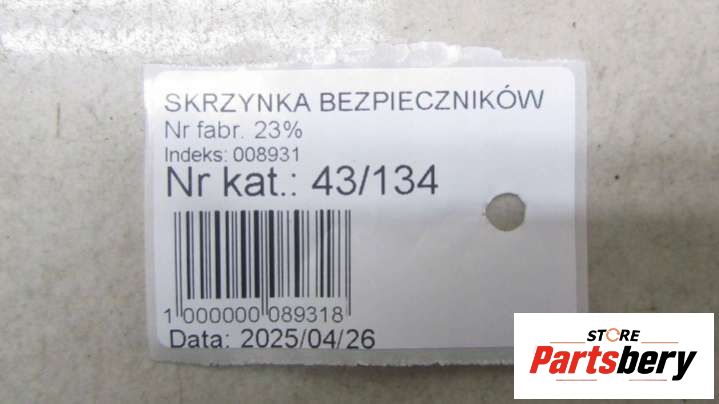 SKRZYNKA BEZPIECZNIKÓW
Nr fabr. 23%
Indeks: 008931
Nr kat.: 43/134
1 000000 089318
Data: 2025/04/26
STORE
Partsbery